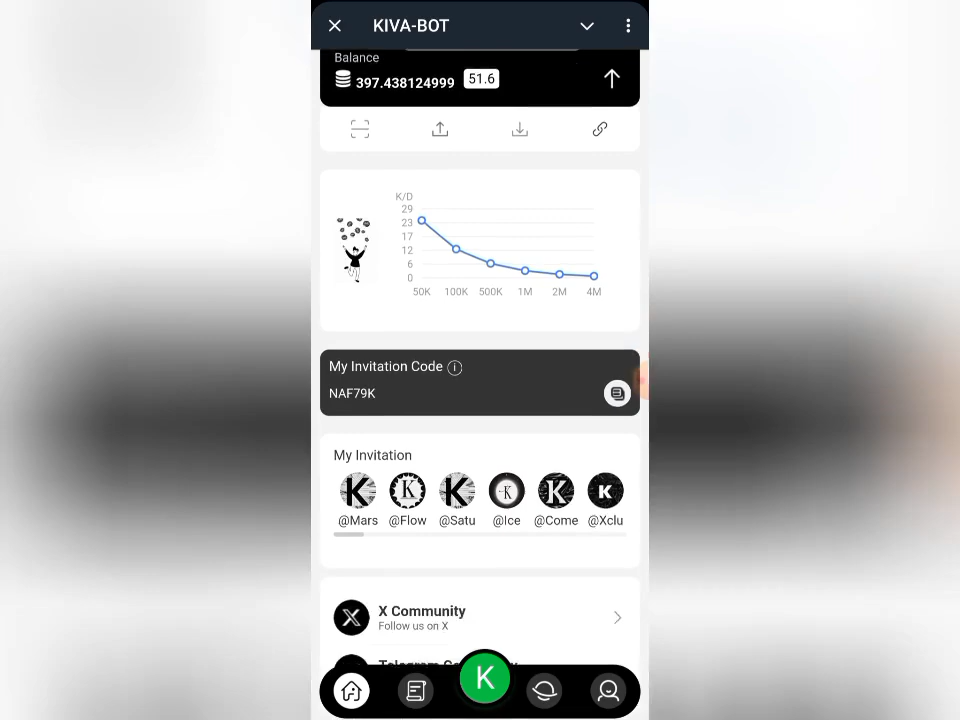 KIVA-BOT
Balance
397.438124999 51.6
K/D
29
23
17
12
6
0
50K 100K 500K 1M 2M 4M
My Invitation Code
NAF79K
My Invitation
@Mars @Flow @Satu @Ice @Come @Xclu
X Community
Follow us on X
K